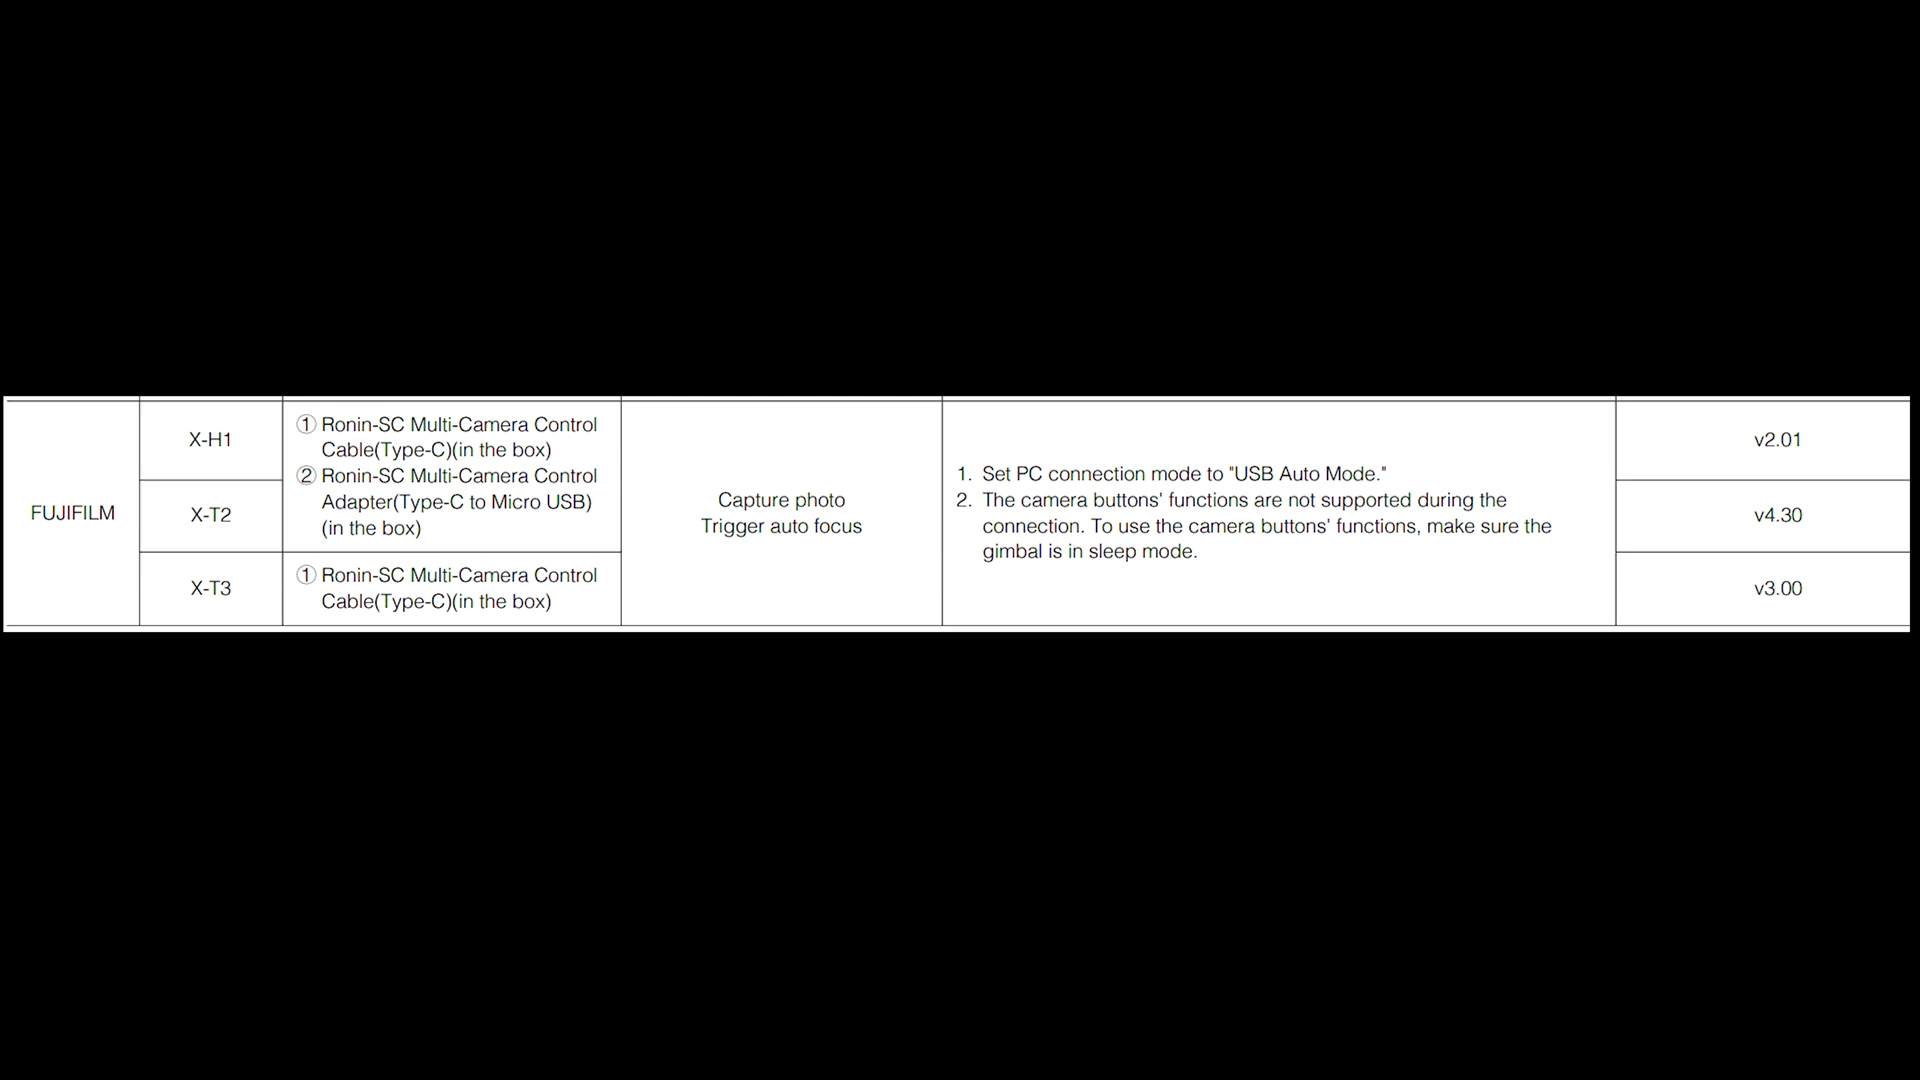 FUJIFILM
X-H1
X-T2
X-T3
① Ronin-SC Multi-Camera Control
Cable(Type-C)(in the box)
② Ronin-SC Multi-Camera Control
Adapter(Type-C to Micro USB)
(in the box)
① Ronin-SC Multi-Camera Control
Cable(Type-C)(in the box)
Capture photo
Trigger auto focus
1. Set PC connection mode to "USB Auto Mode."
2. The camera buttons' functions are not supported during the
connection. To use the camera buttons' functions, make sure the
gimbal is in sleep mode.
v2.01
v4.30
v3.00